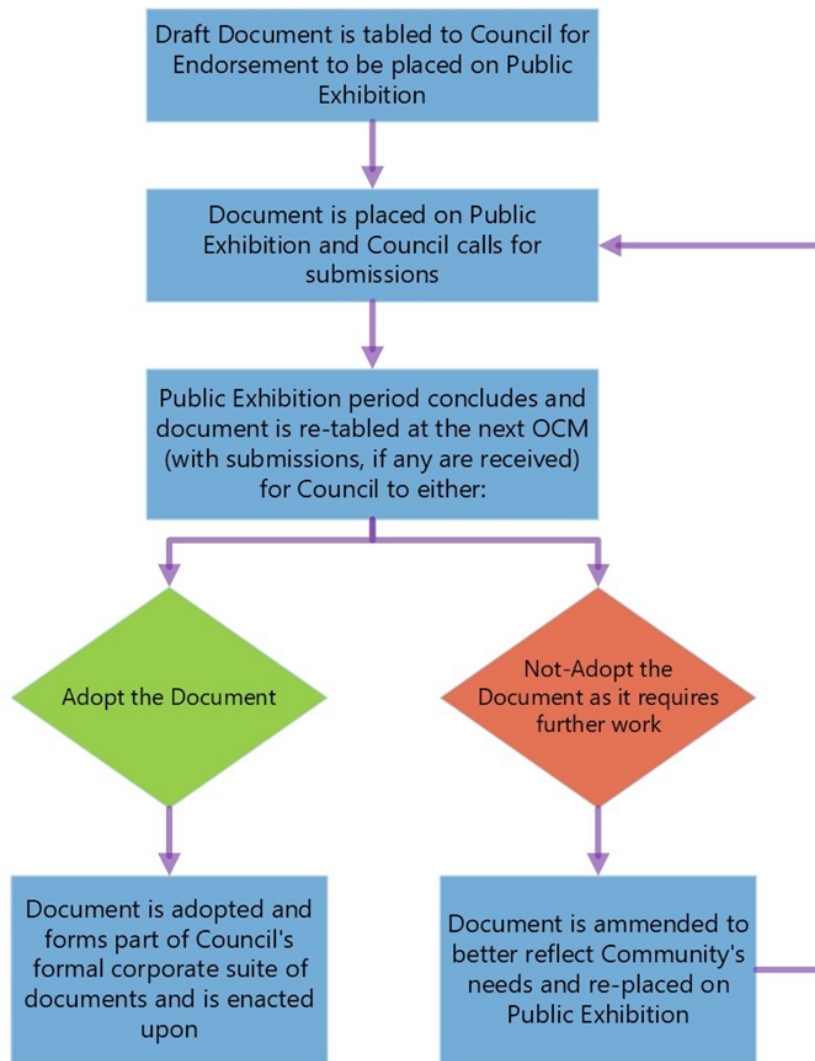 Draft Document is tabled to Council for
Endorsement to be placed on Public
Exhibition
Document is placed on Public
Exhibition and Council calls for
submissions
Public Exhibition period concludes and
document is re-tabled at the next OCM
(with submissions, if any are received)
for Council to either:
Adopt the Document
Not-Adopt the
Document as it requires
further work
Document is adopted and
forms part of Council's
formal corporate suite of
documents and is enacted
upon
Document is ammended to
better reflect Community's
needs and re-placed on
Public Exhibition